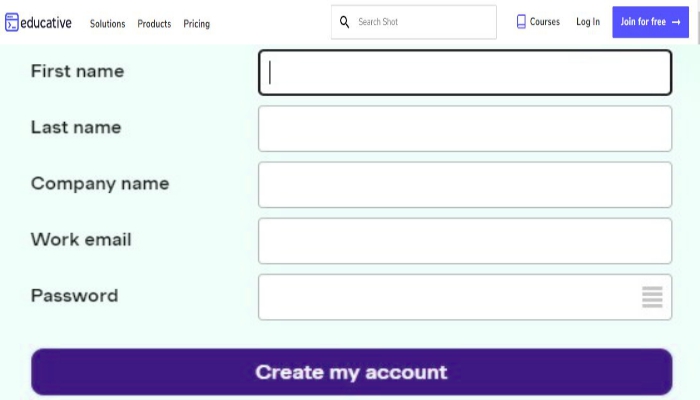 educative Solutions Products Pricing Search Shot Courses Log In Join for free →
First name
Last name
Company name
Work email
Password
Create my account